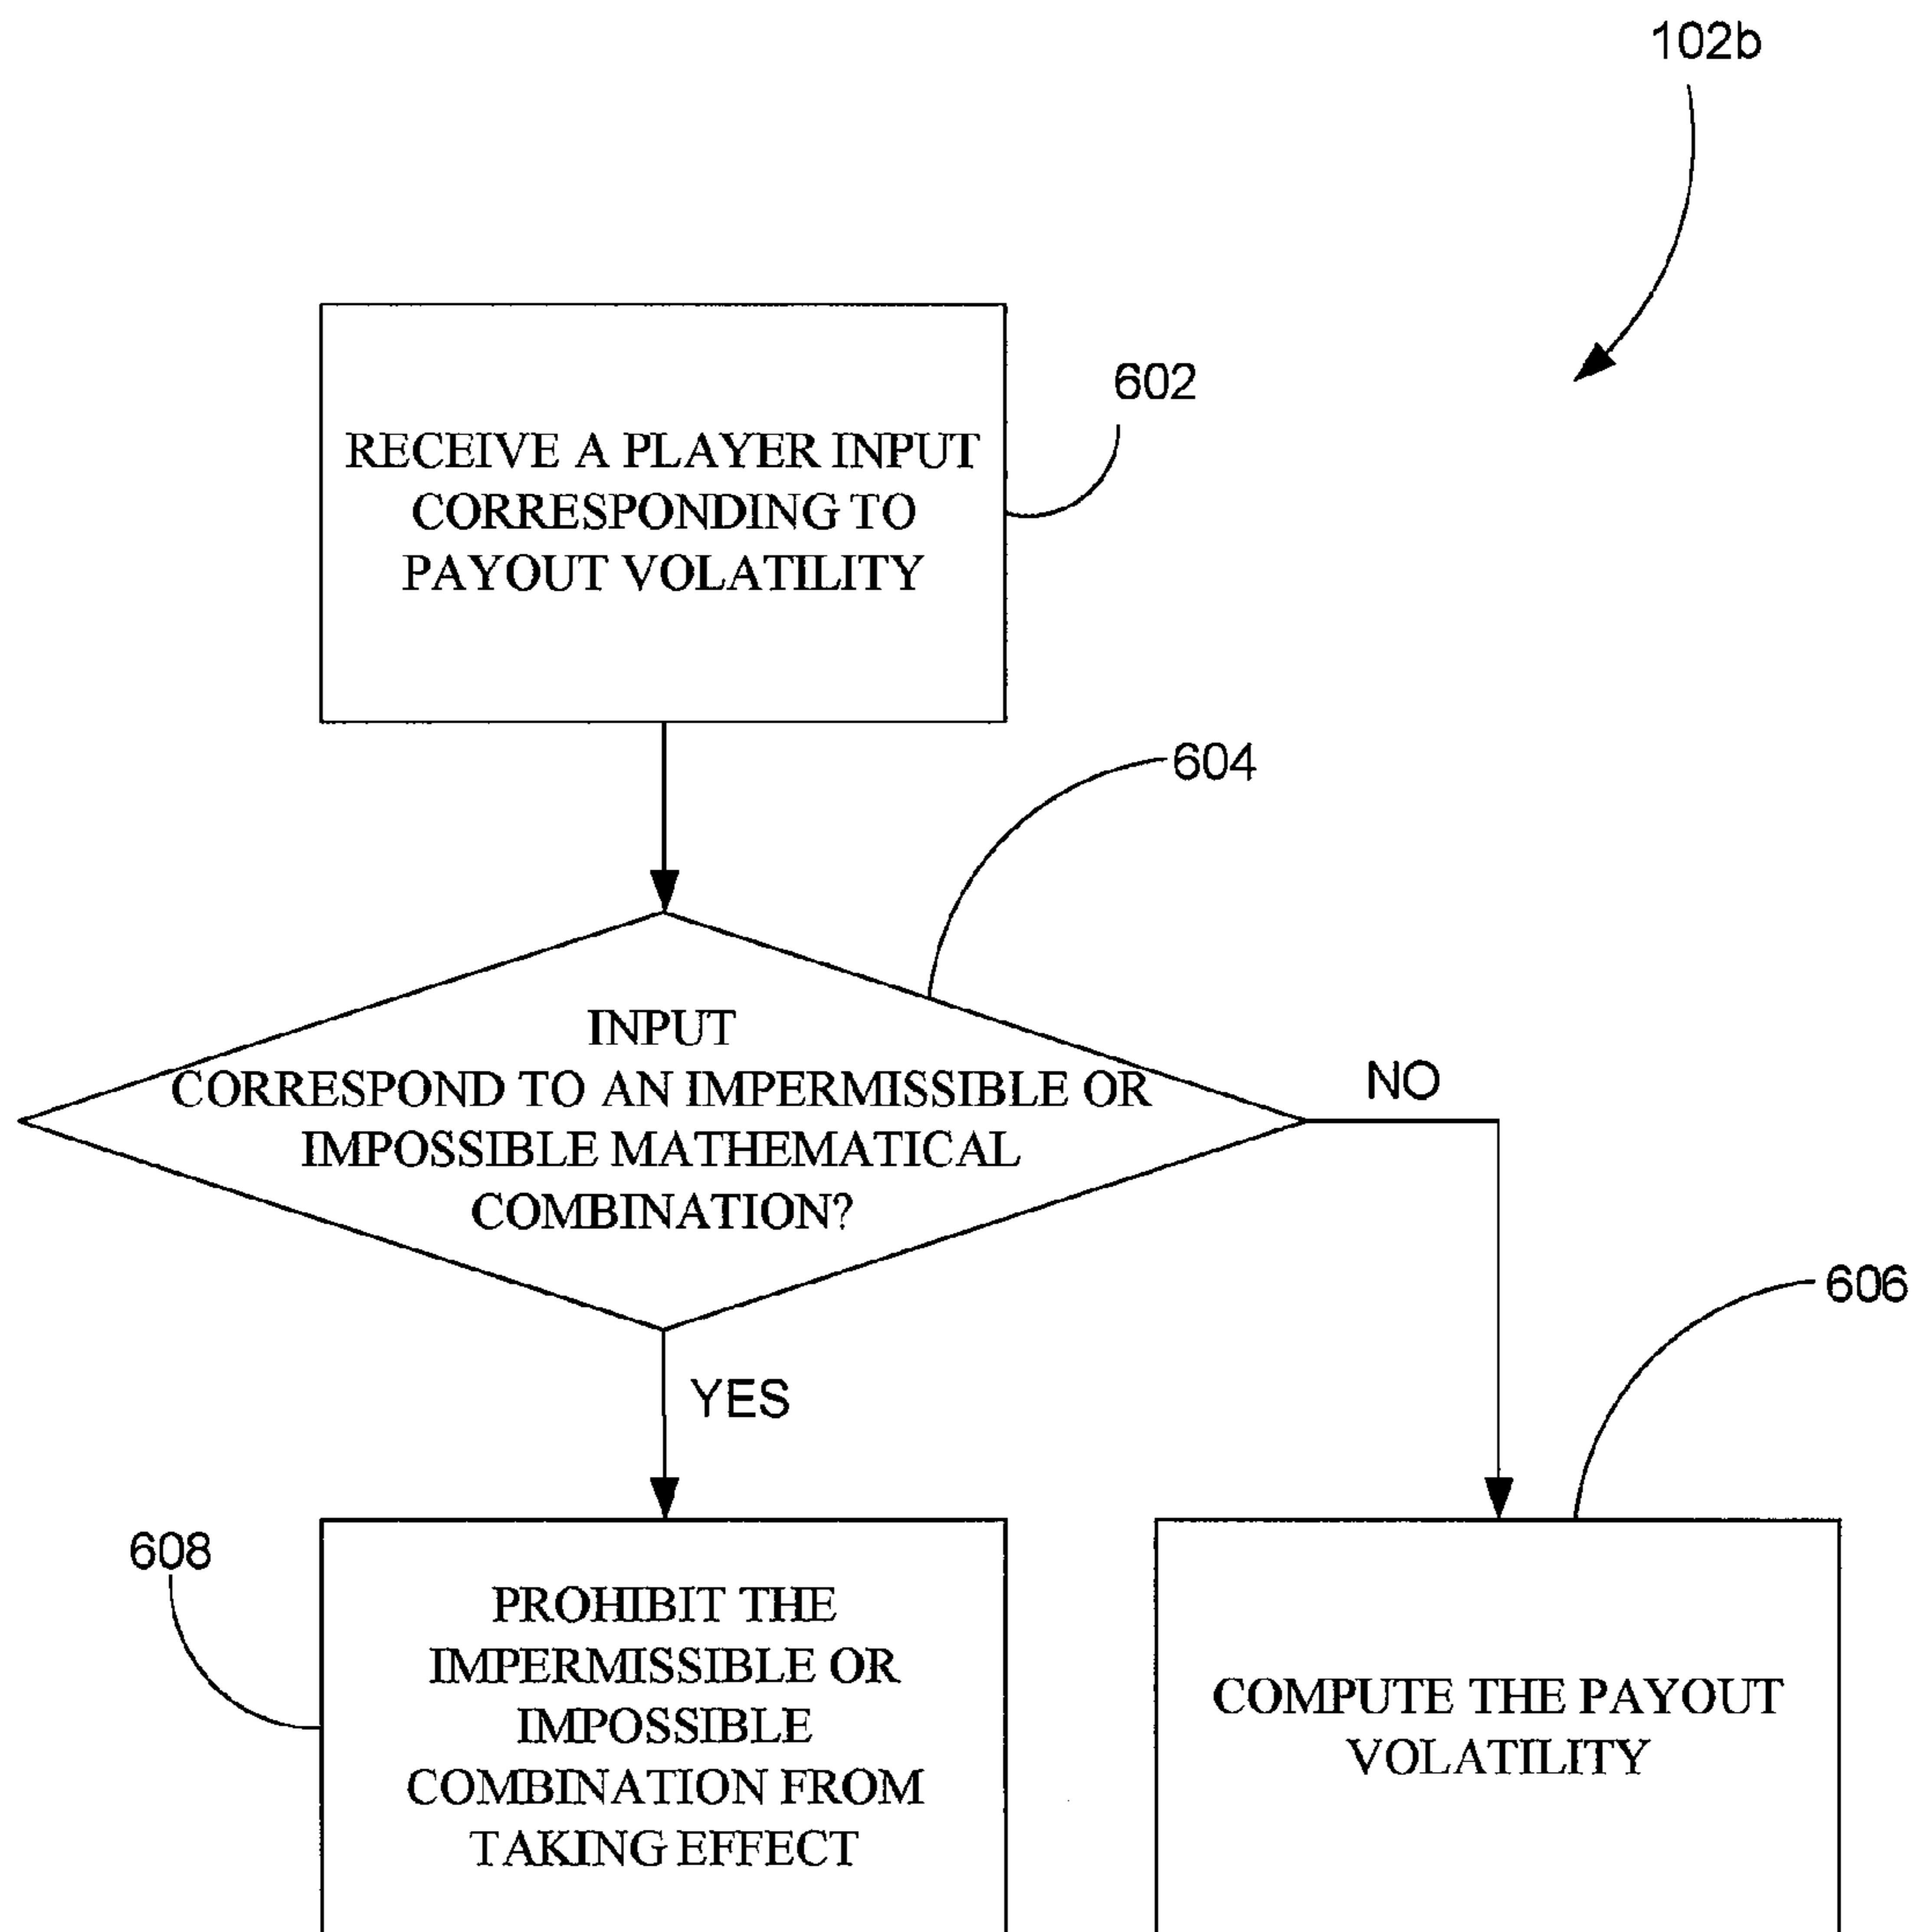 102b
602
RECEIVE A PLAYER INPUT
CORRESPONDING TO
PAYOUT VOLATILITY
604
INPUT
CORRESPOND TO AN IMPERMISSIBLE OR
IMPOSSIBLE MATHEMATICAL
COMBINATION?
NO
606
YES
608
PROHIBIT THE
IMPERMISSIBLE OR
IMPOSSIBLE
COMBINATION FROM
TAKING EFFECT
COMPUTE THE PAYOUT
VOLATILITY